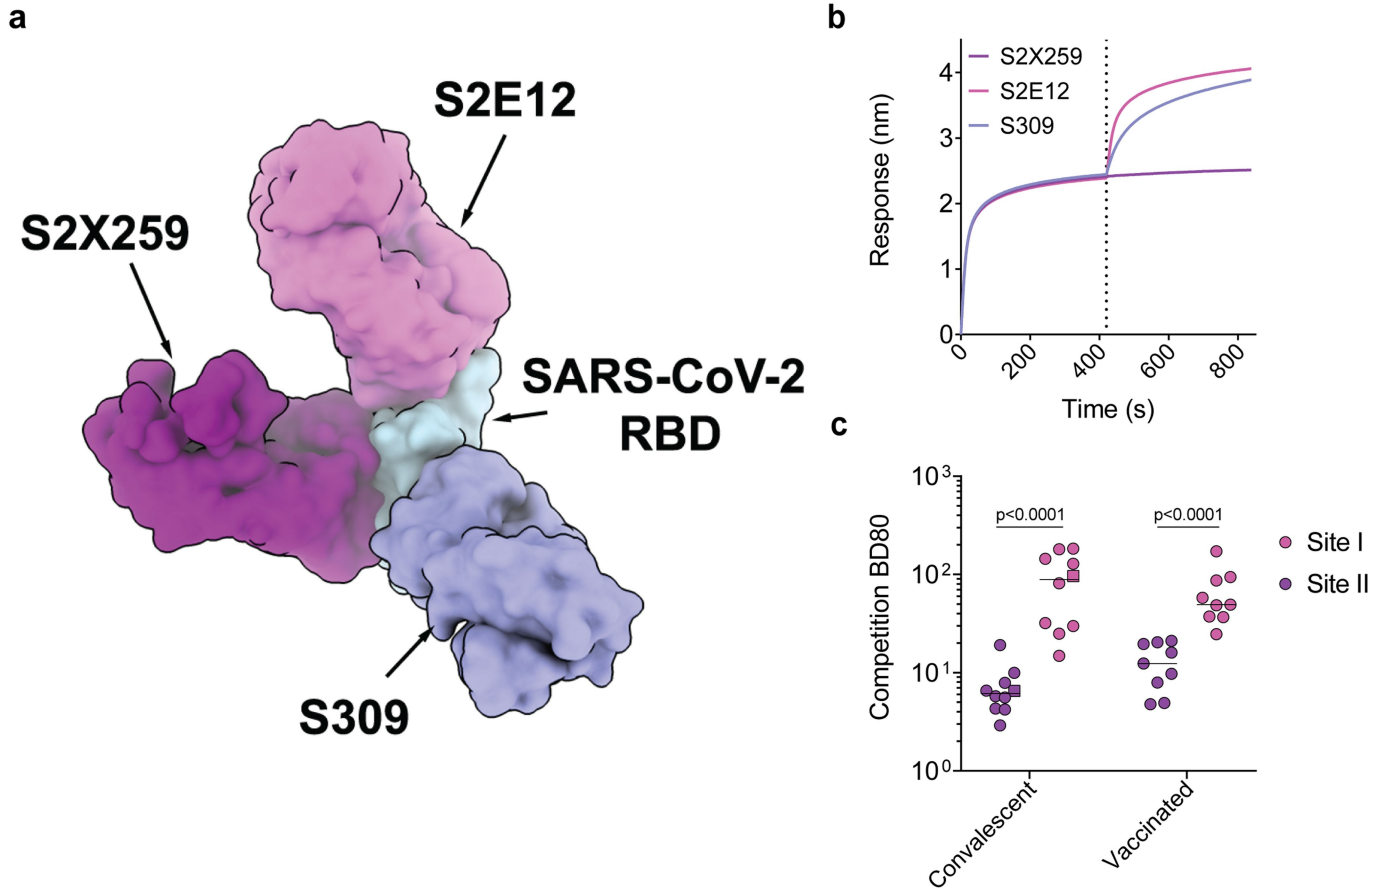 a
S2E12
S2X259
SARS-CoV-2
RBD
S309
b
Response (nm)
4
3
2
1
0
S2X259
S2E12
S309
0
200
400
600
800
Time (s)
c
Competition BD80
10³
10²
10¹
10⁰
p<0.0001
p<0.0001
Site I
Site II
Convalescent
Vaccinated